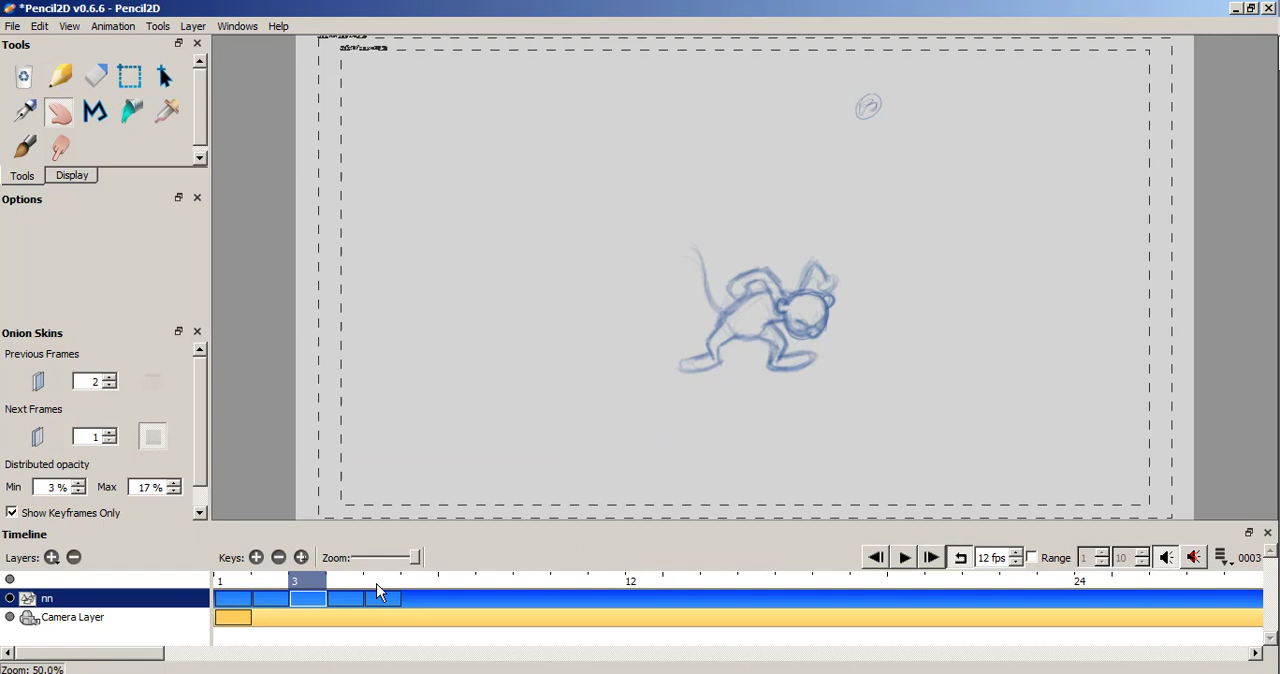 *Pencil2D v0.6.6 - Pencil2D
File Edit View Animation Tools Layer Windows Help
Tools
Tools Display
Options
Onion Skins
Previous Frames
2
Next Frames
1
Distributed opacity
Min 3 % Max 17 %
Show Keyframes Only
Timeline
Layers: Keys: Zoom: 12 fps Range 1 10 0003
1 3 12 24
nn
Camera Layer
Zoom: 50.0%